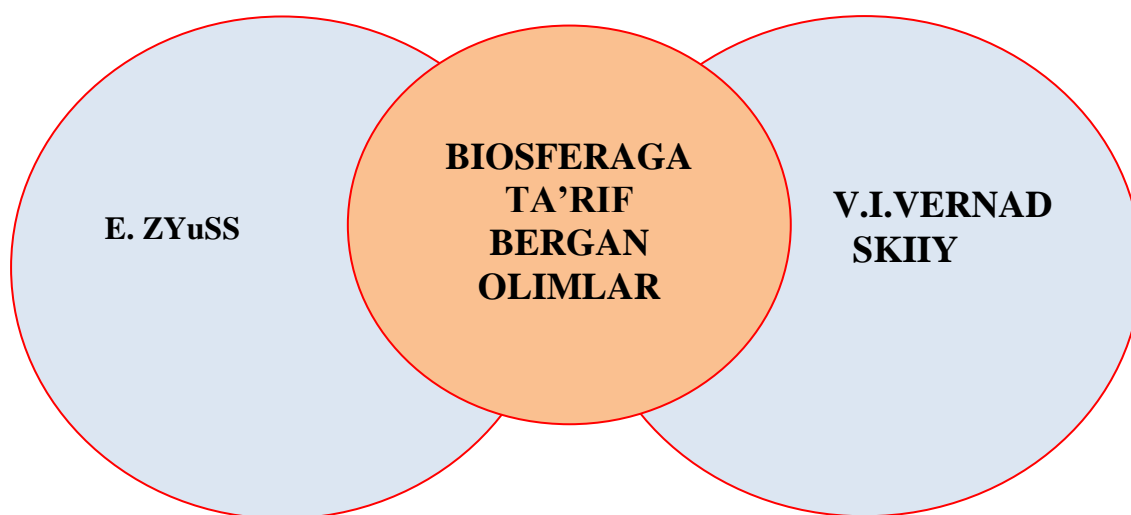 E. ZYuSS
BIOSFERAGA
TA’RIF
BERGAN
OLIMLAR
V.I.VERNAD
SKIIY